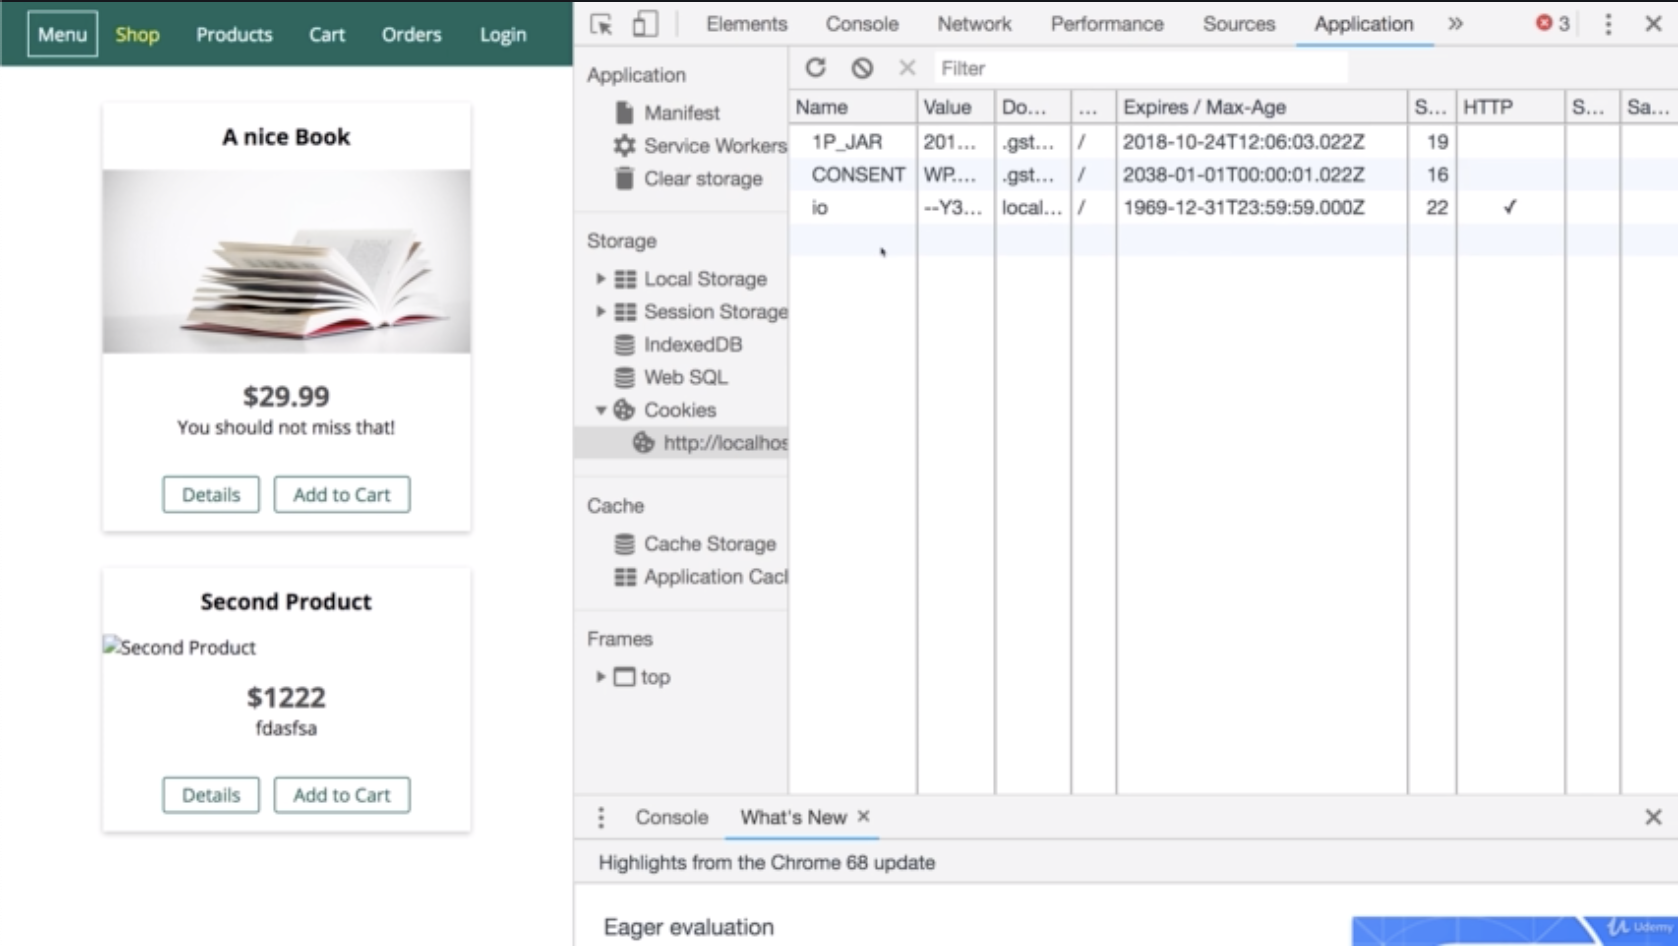 Menu Shop Products Cart Orders Login
A nice Book
$29.99
You should not miss that!
Details Add to Cart
Second Product
Second Product
$1222
fdasfsa
Details Add to Cart
Elements Console Network Performance Sources Application » 3
Application
Manifest
Service Workers
Clear storage
Storage
Local Storage
Session Storage
IndexedDB
Web SQL
Cookies
http://localhos
Cache
Cache Storage
Application Cacl
Frames
top
Filter
Name Value Do... ... Expires / Max-Age S... HTTP S... Sa...
1P_JAR 201... .gst... / 2018-10-24T12:06:03.022Z 19
CONSENT WP.... .gst... / 2038-01-01T00:00:01.022Z 16
io --Y3... local... / 1969-12-31T23:59:59.000Z 22 ✓
Console What's New ×
Highlights from the Chrome 68 update
Eager evaluation
Udemy